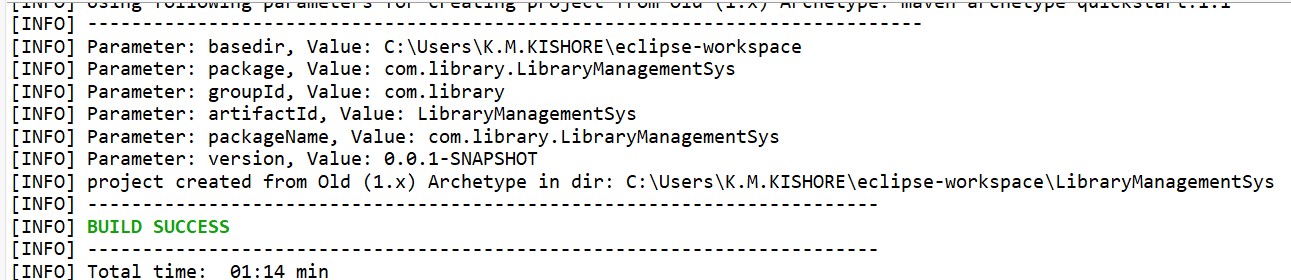 [INFO] Using following parameters for creating project from Old (1.x) Archetype: maven-archetype-quickstart:1.1
[INFO] ----------------------------------------------------------------------------
[INFO] Parameter: basedir, Value: C:\Users\K.M.KISHORE\eclipse-workspace
[INFO] Parameter: package, Value: com.library.LibraryManagementSys
[INFO] Parameter: groupId, Value: com.library
[INFO] Parameter: artifactId, Value: LibraryManagementSys
[INFO] Parameter: packageName, Value: com.library.LibraryManagementSys
[INFO] Parameter: version, Value: 0.0.1-SNAPSHOT
[INFO] project created from Old (1.x) Archetype in dir: C:\Users\K.M.KISHORE\eclipse-workspace\LibraryManagementSys
[INFO] ------------------------------------------------------------------------
[INFO] BUILD SUCCESS
[INFO] ------------------------------------------------------------------------
[INFO] Total time:  01:14 min